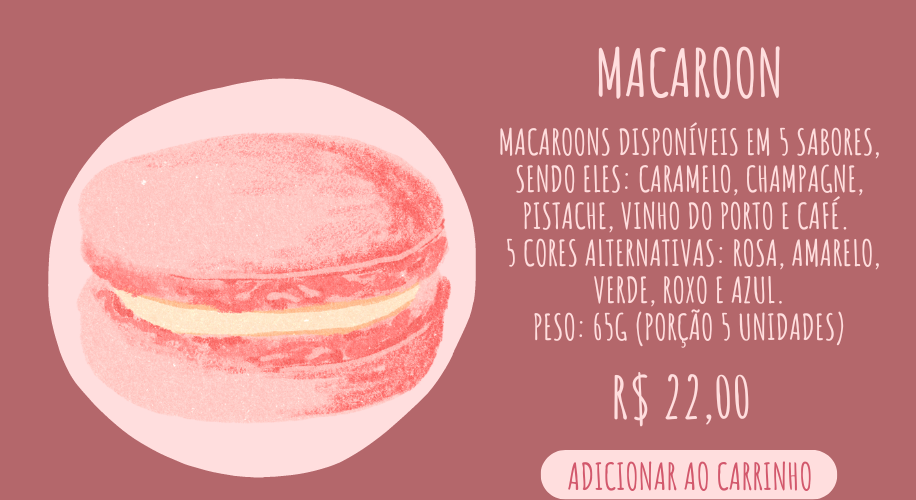 MACAROON
MACAROONS DISPONÍVEIS EM 5 SABORES,
SENDO ELES: CARAMELO, CHAMPAGNE,
PISTACHE, VINHO DO PORTO E CAFÉ.
5 CORES ALTERNATIVAS: ROSA, AMARELO,
VERDE, ROXO E AZUL.
PESO: 65G (PORÇÃO 5 UNIDADES)
R$ 22,00
ADICIONAR AO CARRINHO